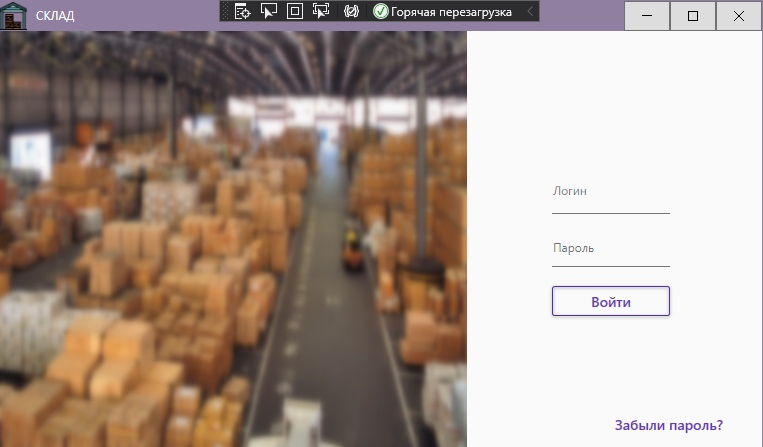 СКЛАД
Горячая перезагрузка
Логин
Пароль
Войти
Забыли пароль?